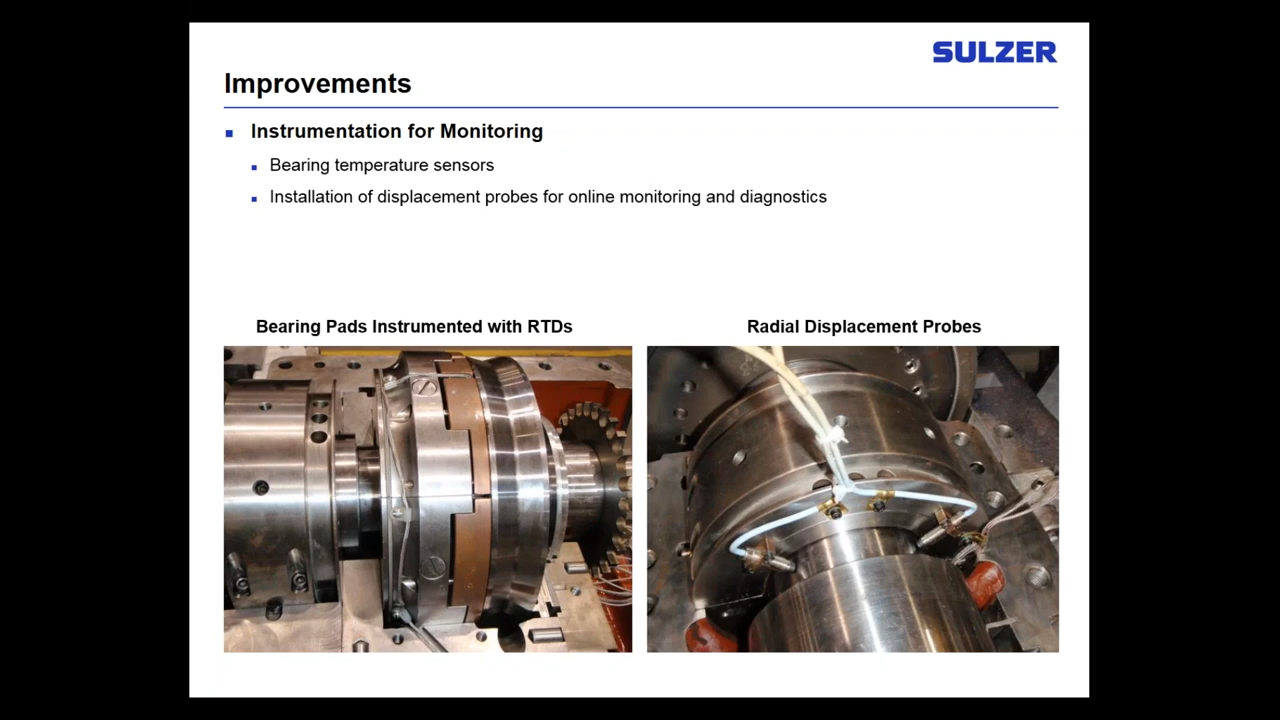 SULZER
Improvements
Instrumentation for Monitoring
Bearing temperature sensors
Installation of displacement probes for online monitoring and diagnostics
Bearing Pads Instrumented with RTDs
Radial Displacement Probes